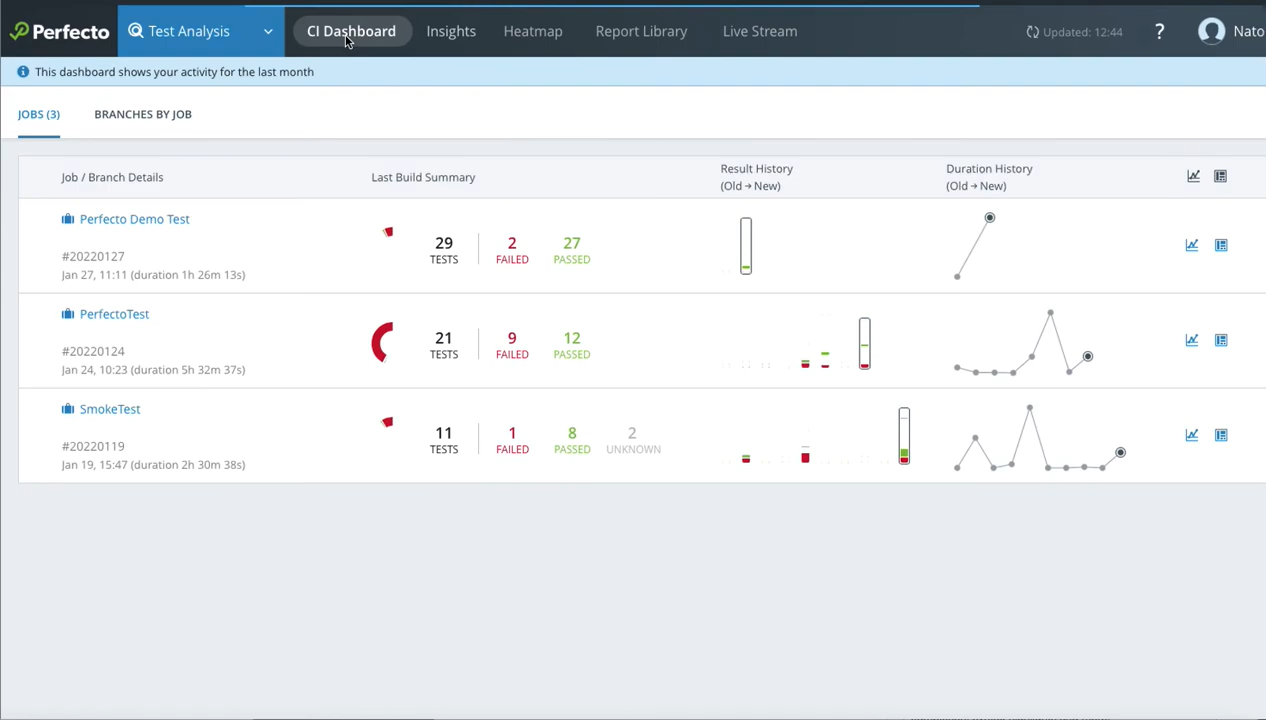 Perfecto
Test Analysis
CI Dashboard
Insights
Heatmap
Report Library
Live Stream
Updated: 12:44
?
Nato
This dashboard shows your activity for the last month
JOBS (3)
BRANCHES BY JOB
Job / Branch Details
Last Build Summary
Result History
(Old → New)
Duration History
(Old → New)
Perfecto Demo Test
#20220127
Jan 27, 11:11 (duration 1h 26m 13s)
29
TESTS
2
FAILED
27
PASSED
PerfectoTest
#20220124
Jan 24, 10:23 (duration 5h 32m 37s)
21
TESTS
9
FAILED
12
PASSED
SmokeTest
#20220119
Jan 19, 15:47 (duration 2h 30m 38s)
11
TESTS
1
FAILED
8
PASSED
2
UNKNOWN